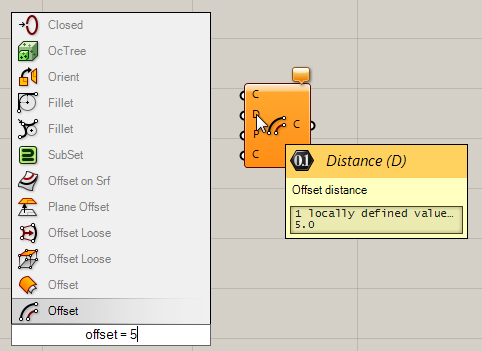 Closed
OcTree
Orient
Fillet
Fillet
SubSet
Offset on Srf
Plane Offset
Offset Loose
Offset Loose
Offset
Offset
offset = 5
C
D
P
C
C
0.1
Distance (D)
Offset distance
1 locally defined value…
5.0